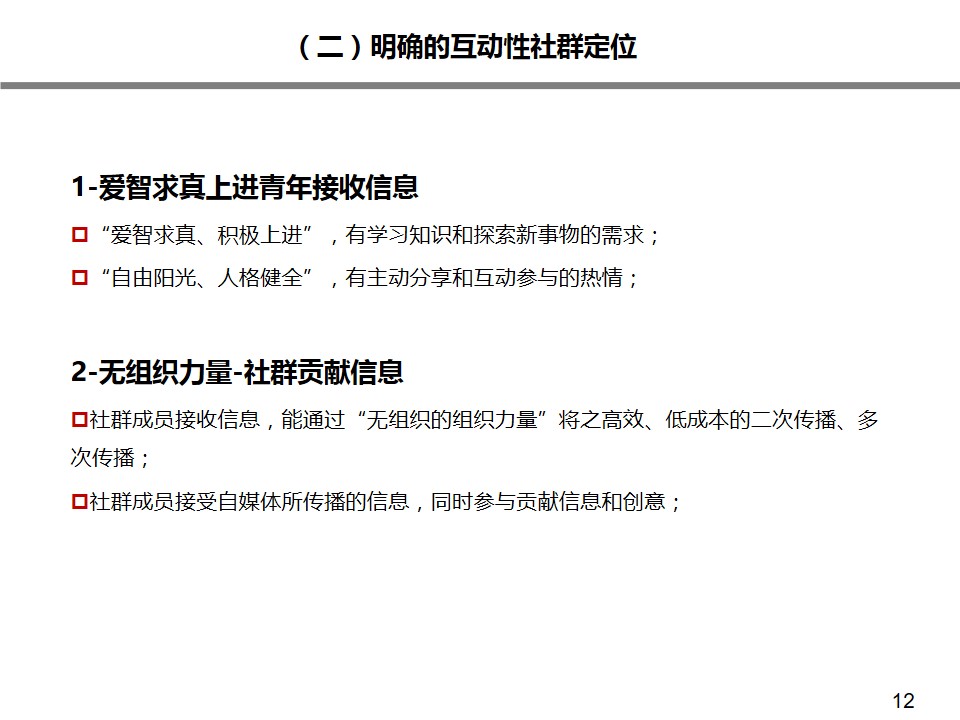 （二）明确的互动性社群定位
1-爱智求真上进青年接收信息
“爱智求真、积极上进”，有学习知识和探索新事物的需求；
“自由阳光、人格健全”，有主动分享和互动参与的热情；
2-无组织力量-社群贡献信息
社群成员接收信息，能通过“无组织的组织力量”将之高效、低成本的二次传播、多
次传播；
社群成员接受自媒体所传播的信息，同时参与贡献信息和创意；
12